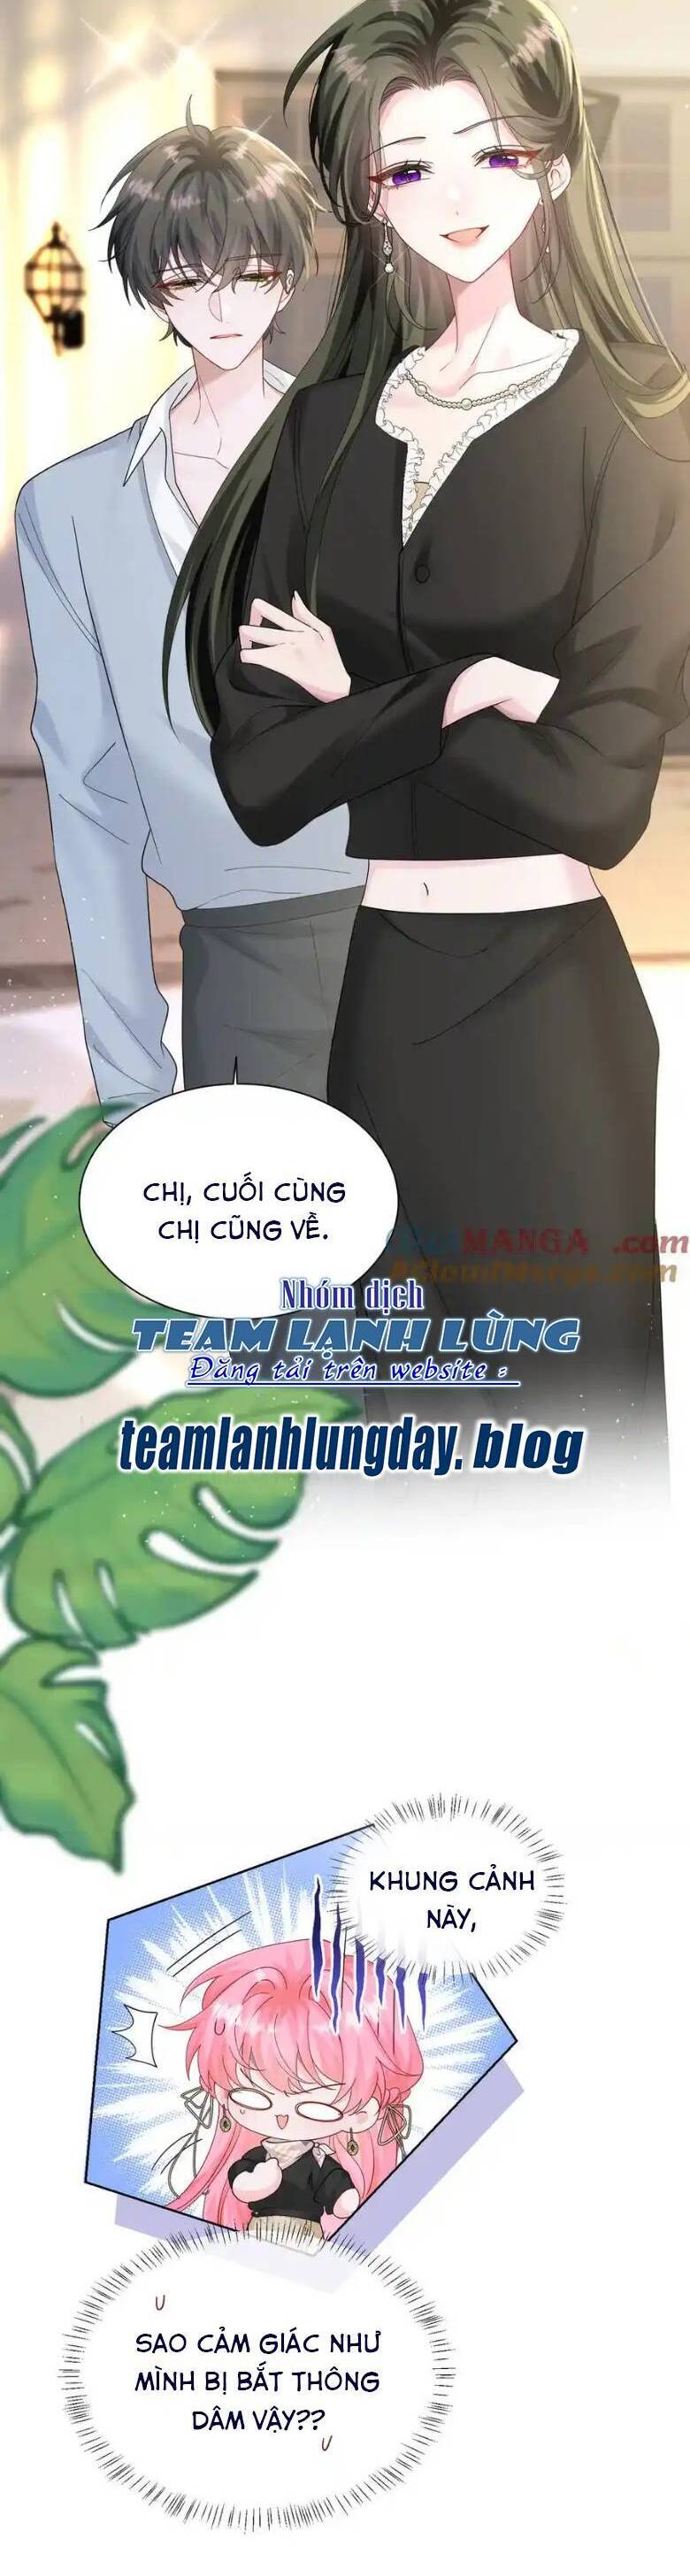 CHỊ, CUỐI CÙNG
CHỊ CŨNG VỀ.
MANGA.com
Nhóm dịch
TEAM LẠNH LÙNG
Đăng tải trên website :
teamlanhlungday. blog
KHUNG CẢNH
NÀY,
SAO CẢM GIÁC NHƯ
MÌNH BỊ BẮT THÔNG
DÂM VẬY??